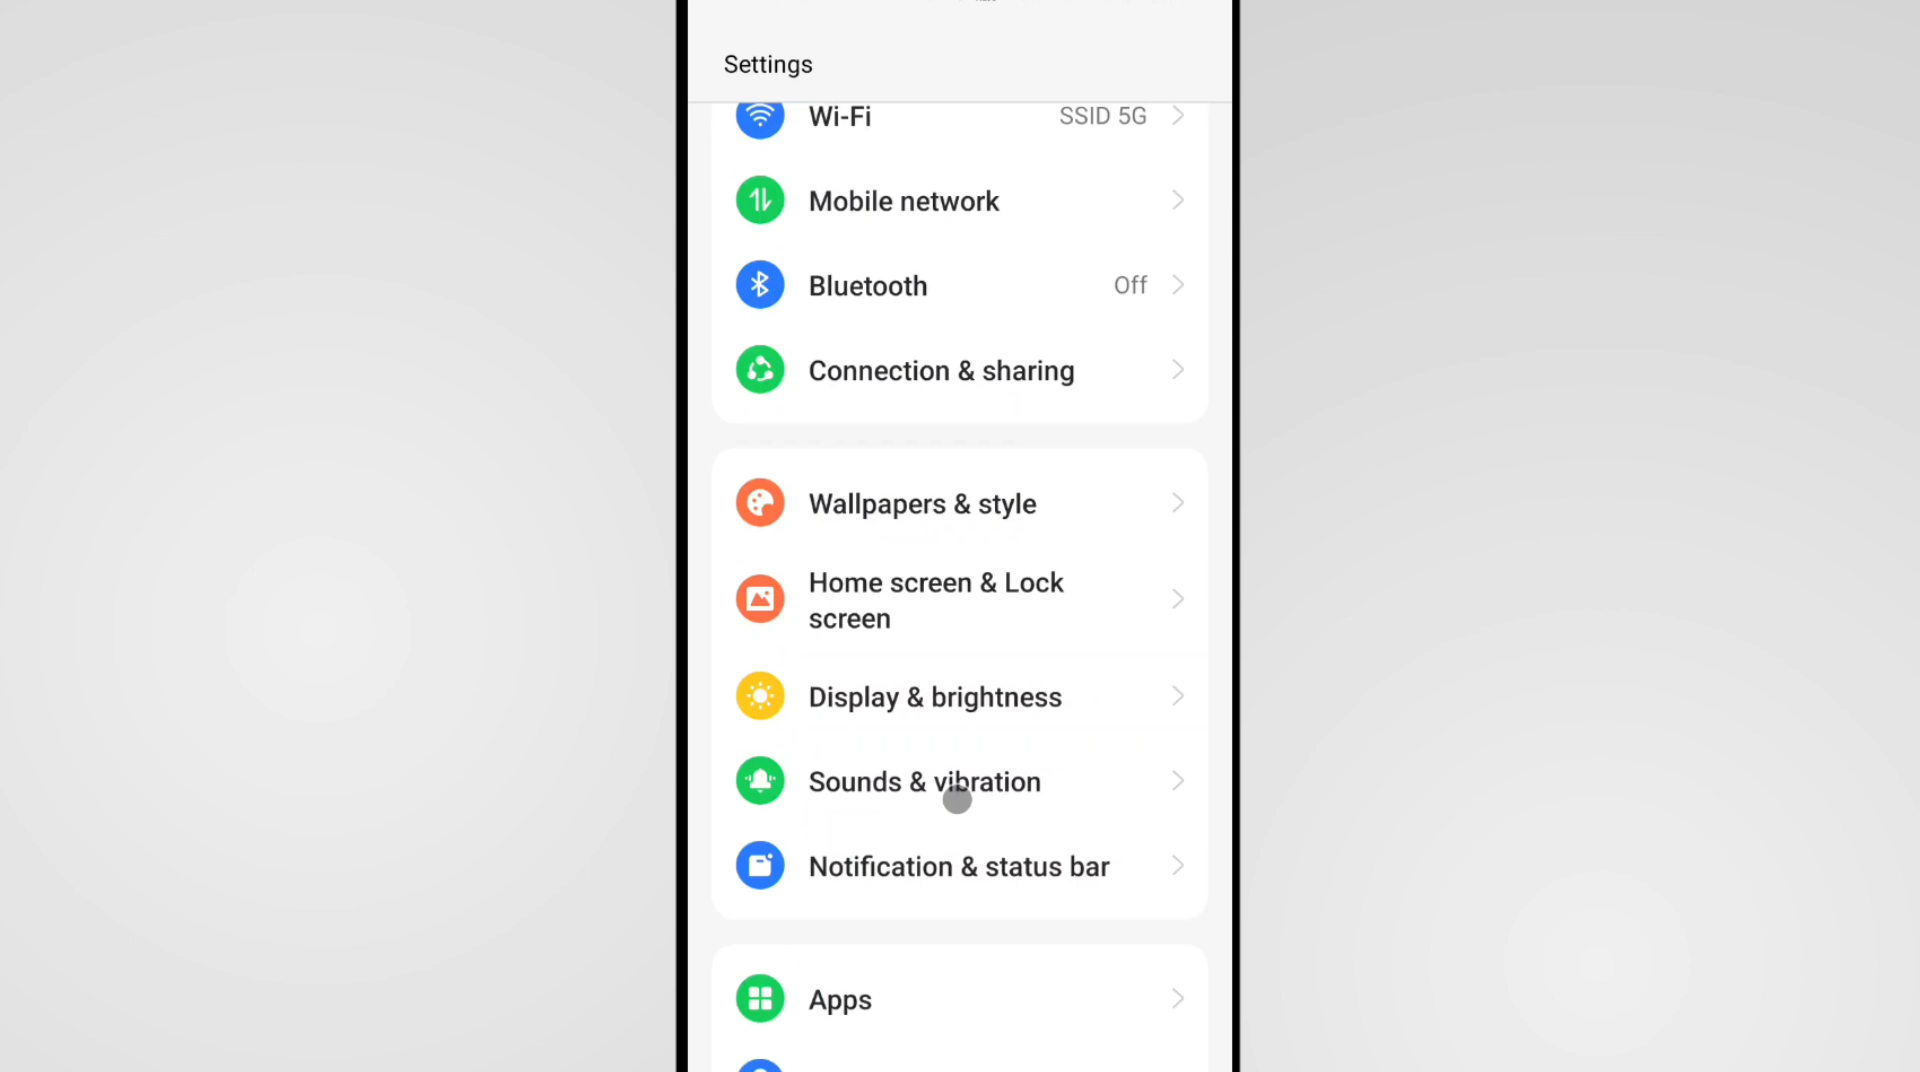 Settings
Wi-Fi SSID 5G
Mobile network
Bluetooth Off
Connection & sharing
Wallpapers & style
Home screen & Lock
screen
Display & brightness
Sounds & vibration
Notification & status bar
Apps